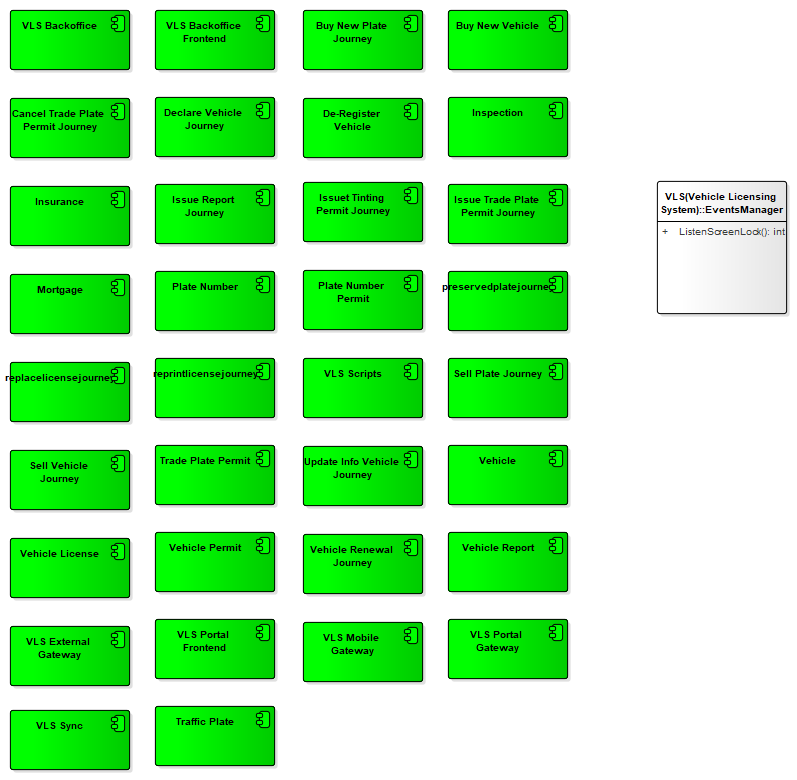 VLS Backoffice
VLS Backoffice
Frontend
Buy New Plate
Journey
Buy New Vehicle
Cancel Trade Plate
Permit Journey
Declare Vehicle
Journey
De-Register
Vehicle
Inspection
Insurance
Issue Report
Journey
Issuet Tinting
Permit Journey
Issue Trade Plate
Permit Journey
VLS(Vehicle Licensing
System)::EventsManager
+ ListenScreenLock(): int
Mortgage
Plate Number
Plate Number
Permit
preservedplatejourney
replacelicensejourney
reprintlicensejourney
VLS Scripts
Sell Plate Journey
Sell Vehicle
Journey
Trade Plate Permit
Update Info Vehicle
Journey
Vehicle
Vehicle License
Vehicle Permit
Vehicle Renewal
Journey
Vehicle Report
VLS External
Gateway
VLS Portal
Frontend
VLS Mobile
Gateway
VLS Portal
Gateway
VLS Sync
Traffic Plate